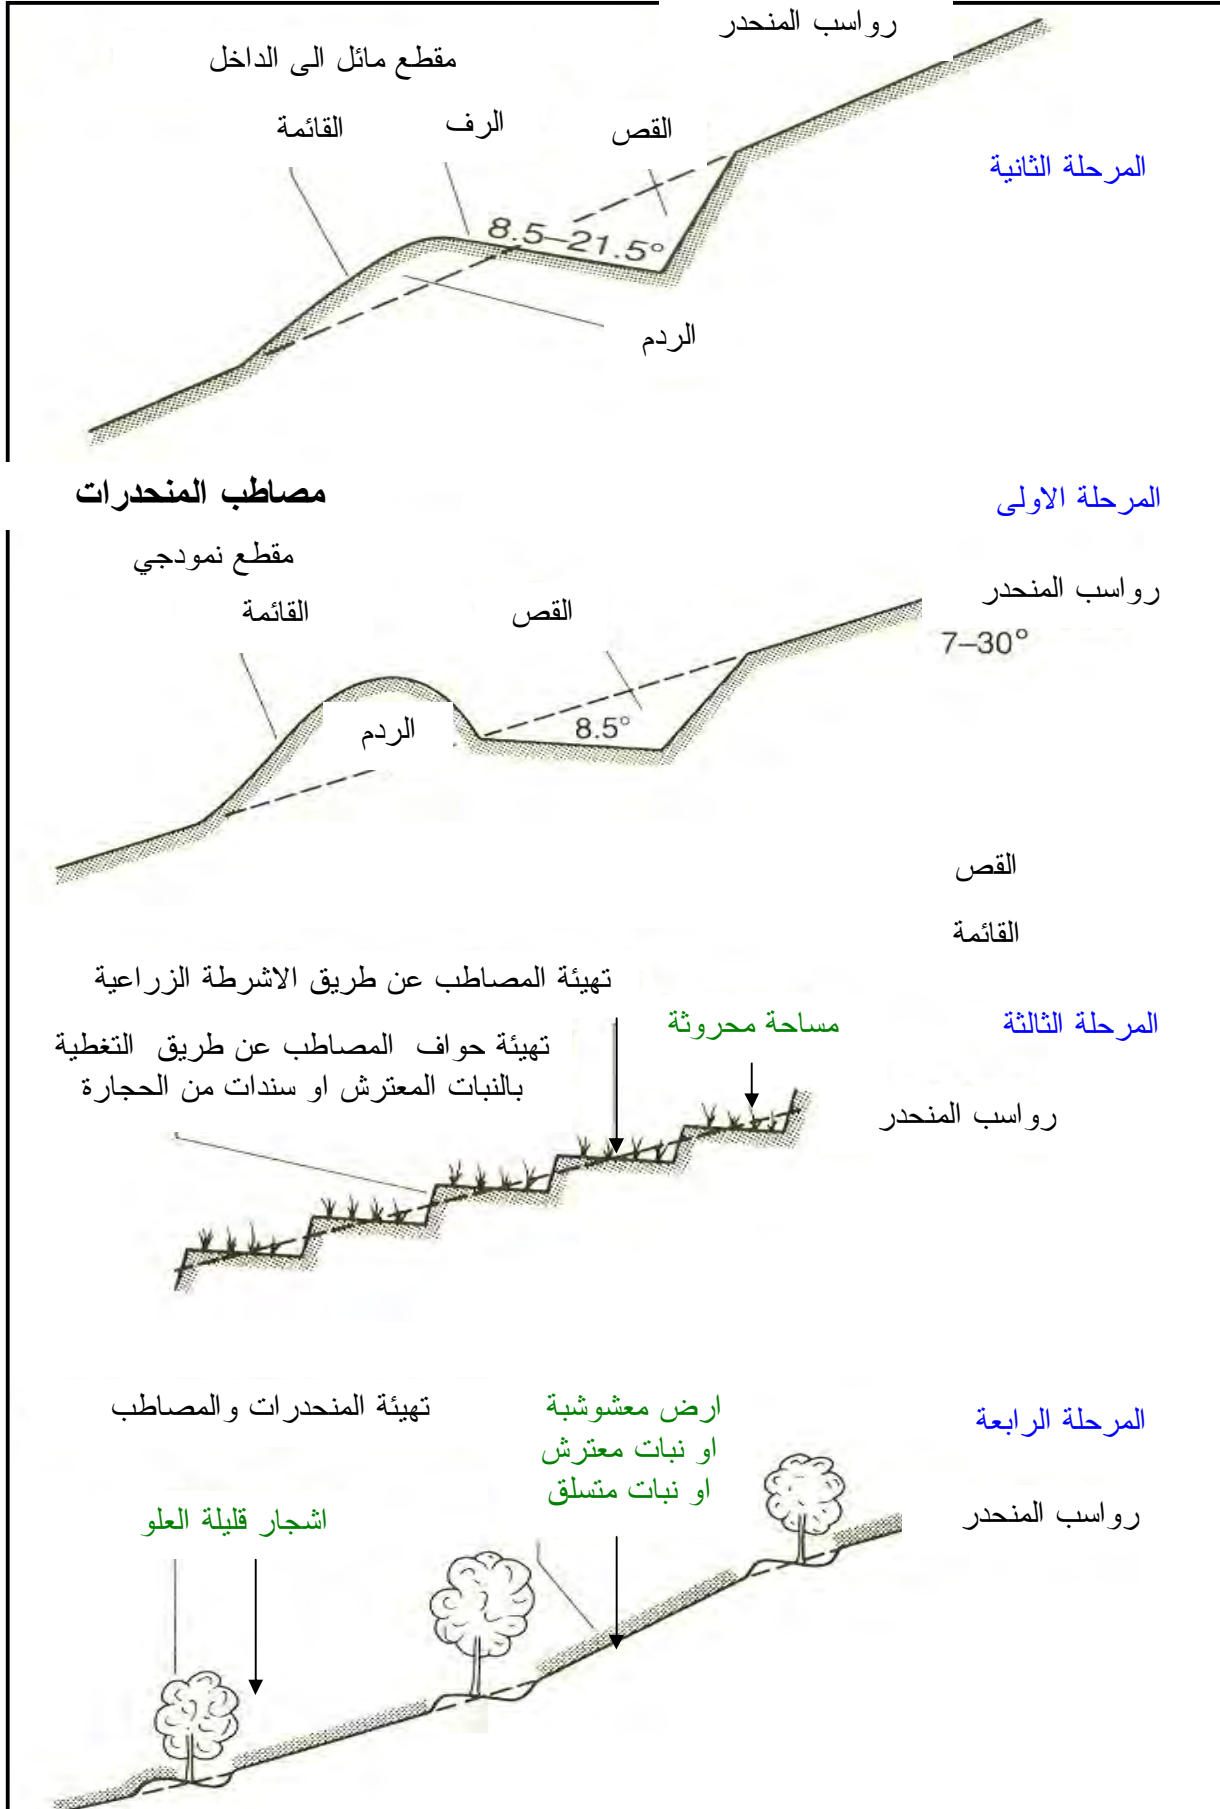 رواسب المنحدر
مقطع مائل الى الداخل
القص
الرف
القائمة
المرحلة الثانية
8.5–21.5°
الردم
المرحلة الاولى
مصاطب المنحدرات
مقطع نمودجي
رواسب المنحدر
القص
القائمة
7–30°
الردم
8.5°
القص
القائمة
تهيئة المصاطب عن طريق الاشرطة الزراعية
المرحلة الثالثة
مساحة محروثة
تهيئة حواف المصاطب عن طريق التغطية
بالنبات المعترش او سندات من الحجارة
رواسب المنحدر
المرحلة الرابعة
ارض معشوشبة
او نبات معترش
او نبات متسلق
تهيئة المنحدرات والمصاطب
رواسب المنحدر
اشجار قليلة العلو